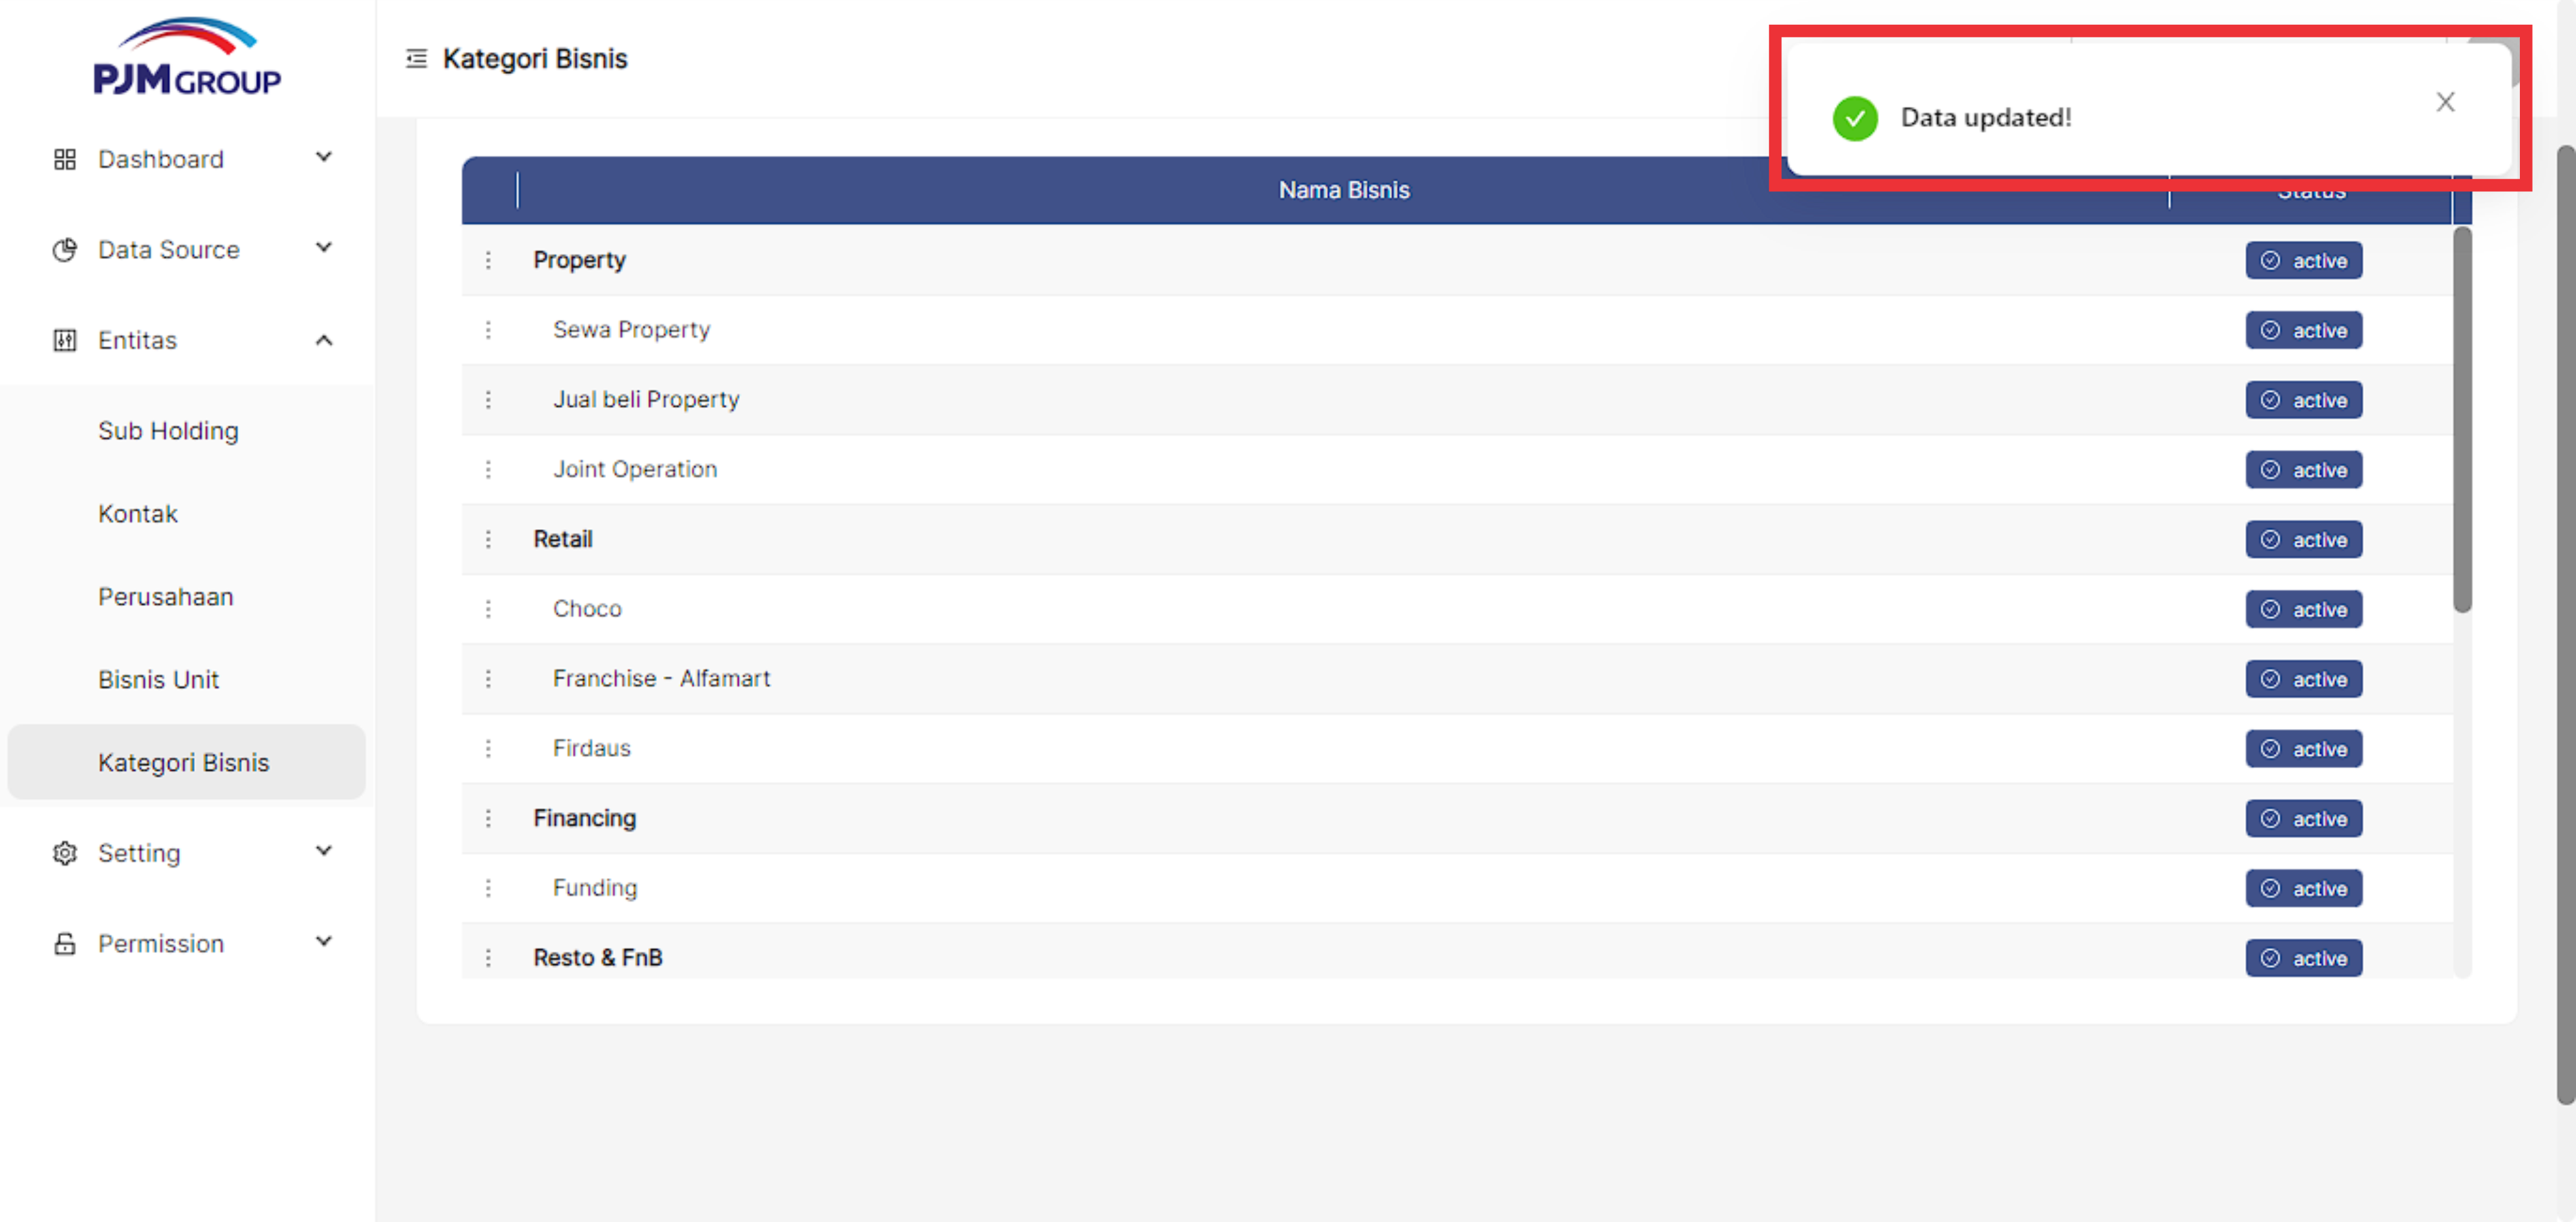 PJM GROUP
Dashboard
Data Source
Entitas
Sub Holding
Kontak
Perusahaan
Bisnis Unit
Kategori Bisnis
Setting
Permission
Kategori Bisnis
Data updated!
Nama Bisnis
Status
Property
active
Sewa Property
active
Jual beli Property
active
Joint Operation
active
Retail
active
Choco
active
Franchise - Alfamart
active
Firdaus
active
Financing
active
Funding
active
Resto & FnB
active